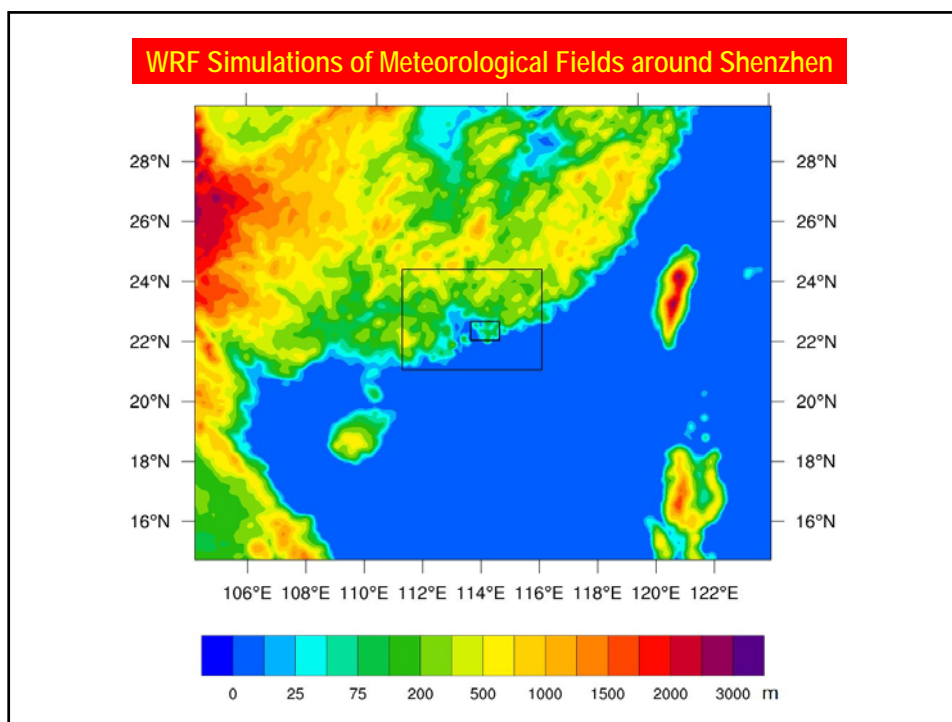 WRF Simulations of Meteorological Fields around Shenzhen
28°N 28°N
26°N 26°N
24°N 24°N
22°N 22°N
20°N 20°N
18°N 18°N
16°N 16°N
106°E 108°E 110°E 112°E 114°E 116°E 118°E 120°E 122°E
0 25 75 200 500 1000 1500 2000 3000 m